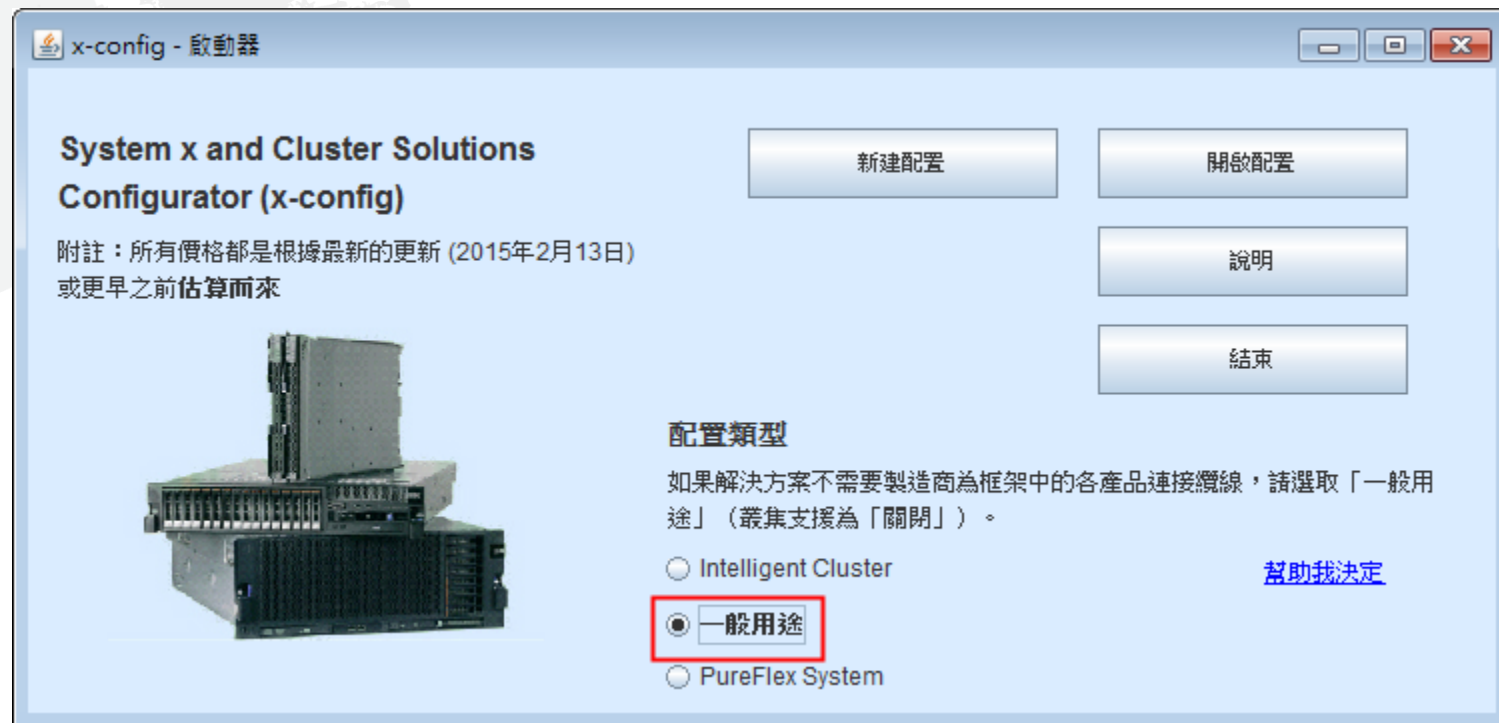 x-config - 啟動器
System x and Cluster Solutions
Configurator (x-config)
附註：所有價格都是根據最新的更新 (2015年2月13日)
或更早之前估算而來
新建配置
開啟配置
說明
結束
配置類型
如果解決方案不需要製造商為框架中的各產品連接纜線，請選取「一般用
途」（叢集支援為「關閉」）。
Intelligent Cluster
幫助我決定
一般用途
PureFlex System